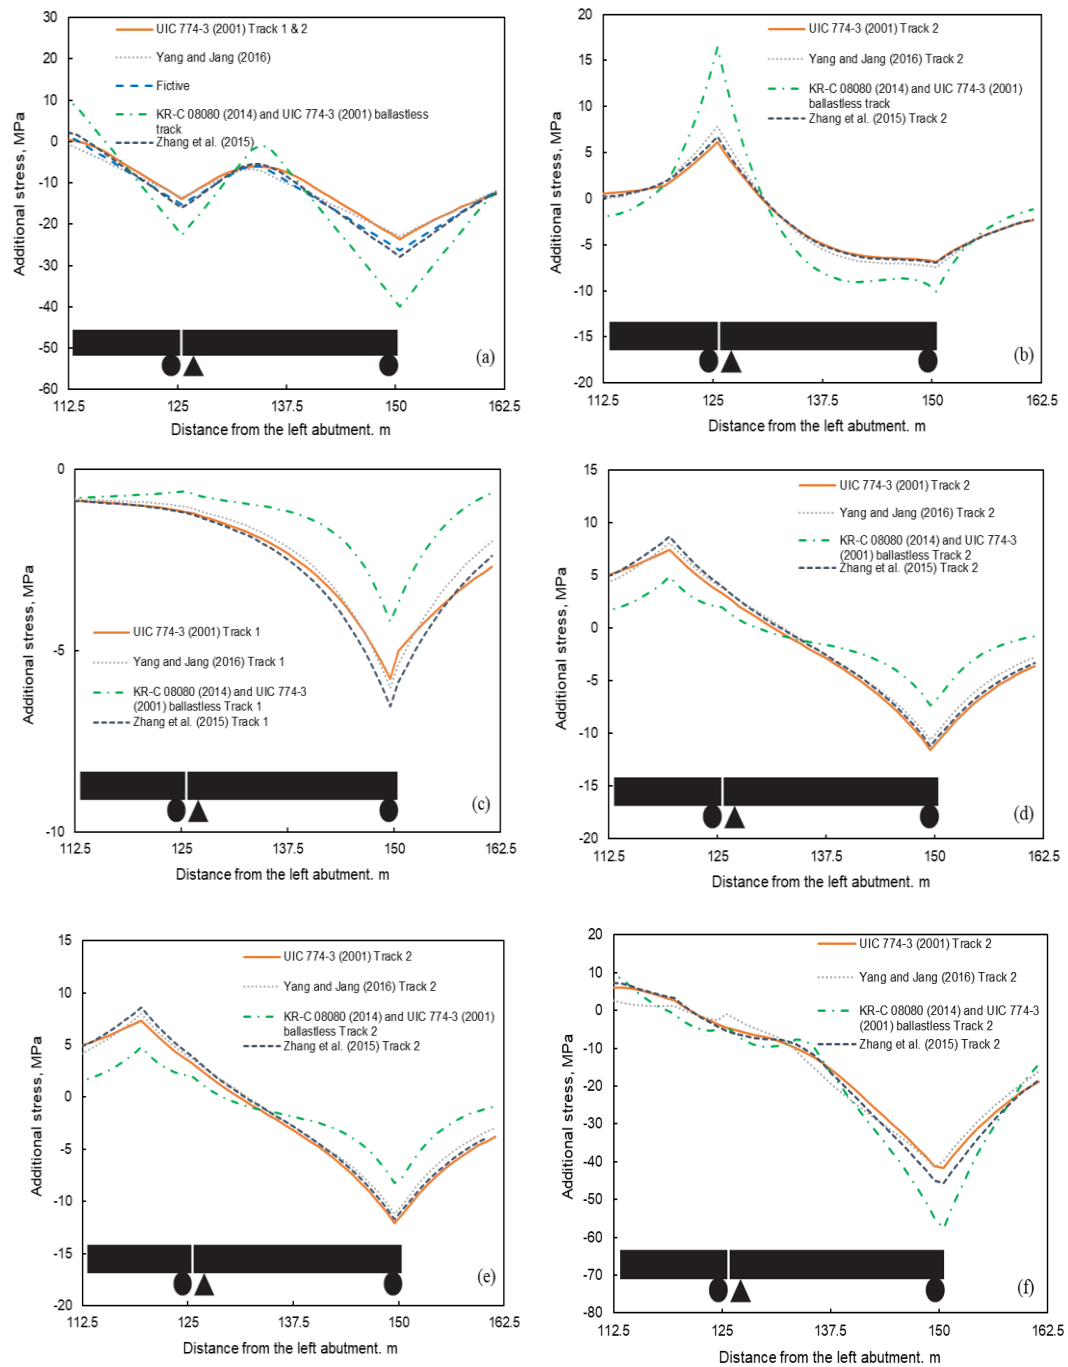 30
20
10
0
-10
-20
-30
-40
-50
-60
Additional stress, MPa
UIC 774-3 (2001) Track 1 & 2
Yang and Jang (2016)
Fictive
KR-C 08080 (2014) and UIC 774-3 (2001) ballastless
track
Zhang et al. (2015)
(a)
112.5 125 137.5 150 162.5
Distance from the left abutment. m
20
15
10
5
0
-5
-10
-15
-20
Additional stress, MPa
UIC 774-3 (2001) Track 2
Yang and Jang (2016) Track 2
KR-C 08080 (2014) and UIC 774-3 (2001)
ballastless track
Zhang et al. (2015) Track 2
(b)
112.5 125 137.5 150 162.5
Distance from the left abutment. m
0
-5
-10
Additional stress, MPa
UIC 774-3 (2001) Track 1
Yang and Jang (2016) Track 1
KR-C 08080 (2014) and UIC 774-3
(2001) ballastless Track 1
Zhang et al. (2015) Track 1
(c)
112.5 125 137.5 150 162.5
Distance from the left abutment. m
15
10
5
0
-5
-10
-15
-20
Additional stress, MPa
UIC 774-3 (2001) Track 2
Yang and Jang (2016) Track 2
KR-C 08080 (2014) and UIC 774-3
(2001) ballastless Track 2
Zhang et al. (2015) Track 2
(d)
112.5 125 137.5 150 162.5
Distance from the left abutment. m
15
10
5
0
-5
-10
-15
-20
Additional stress, MPa
UIC 774-3 (2001) Track 2
Yang and Jang (2016) Track 2
KR-C 08080 (2014) and UIC 774-3 (2001)
ballastless Track 2
Zhang et al. (2015) Track 2
(e)
112.5 125 137.5 150 162.5
Distance from the left abutment. m
20
10
0
-10
-20
-30
-40
-50
-60
-70
-80
Additional stress, MPa
UIC 774-3 (2001) Track 2
Yang and Jang (2016) Track 2
KR-C 08080 (2014) and UIC 774-3
(2001) ballastless Track 2
Zhang et al. (2015) Track 2
(f)
112.5 125 137.5 150 162.5
Distance from the left abutment. m